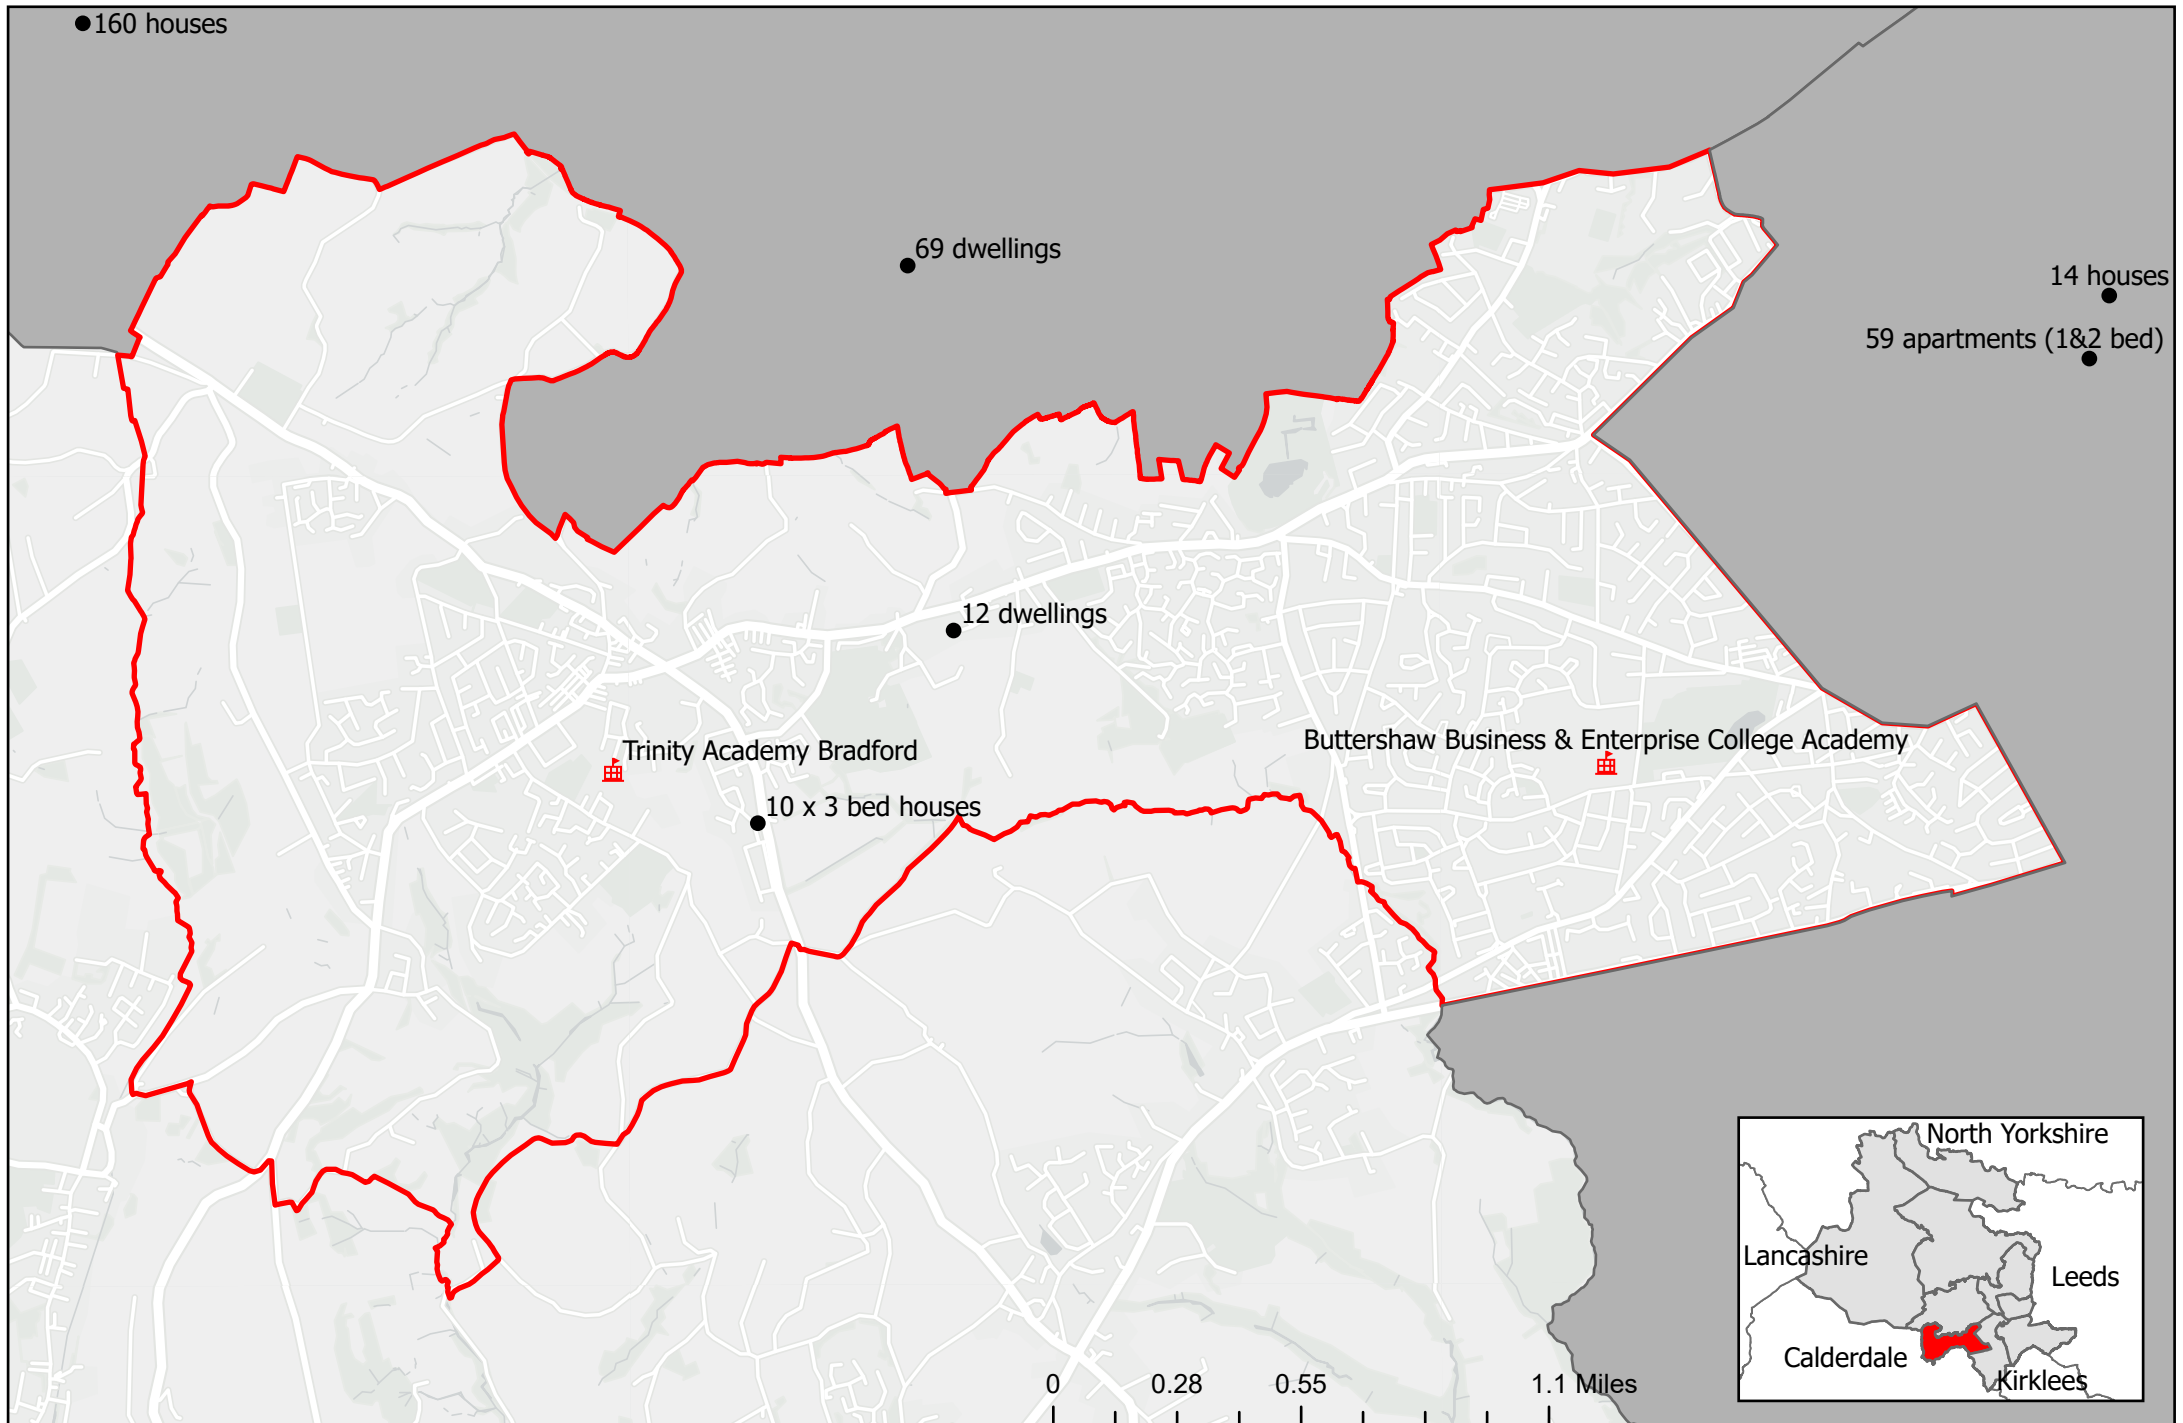 160 houses
69 dwellings
14 houses
59 apartments (1&2 bed)
12 dwellings
Trinity Academy Bradford
Buttershaw Business & Enterprise College Academy
10 x 3 bed houses
North Yorkshire
Lancashire
Leeds
Calderdale
Kirklees
0 0.28 0.55 1.1 Miles